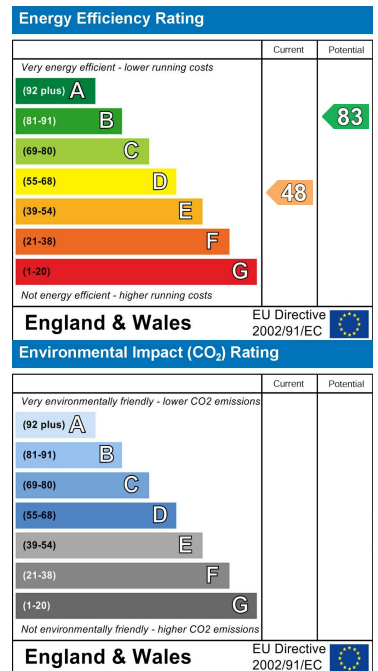 Energy Efficiency Rating
Current Potential
Very energy efficient - lower running costs
(92 plus) A
(81-91) B
(69-80) C
(55-68) D
(39-54) E
(21-38) F
(1-20) G
83
48
Not energy efficient - higher running costs
England & Wales
EU Directive
2002/91/EC
Environmental Impact (CO₂) Rating
Current Potential
Very environmentally friendly - lower CO2 emissions
(92 plus) A
(81-91) B
(69-80) C
(55-68) D
(39-54) E
(21-38) F
(1-20) G
Not environmentally friendly - higher CO2 emissions
England & Wales
EU Directive
2002/91/EC